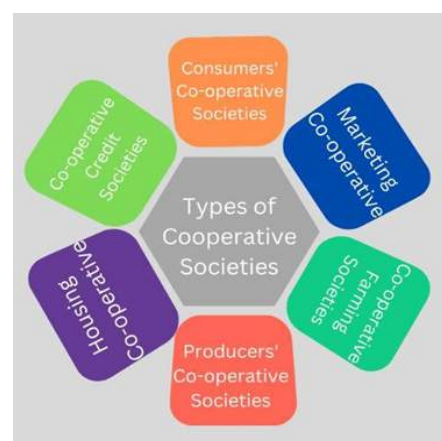 Types of
Cooperative
Societies
Consumers'
Co-operative
Societies
Marketing
Co-operative
Co-operative
Farming
Societies
Producers'
Co-operative
Societies
Housing
Co-operative
Co-operative
Credit
Societies